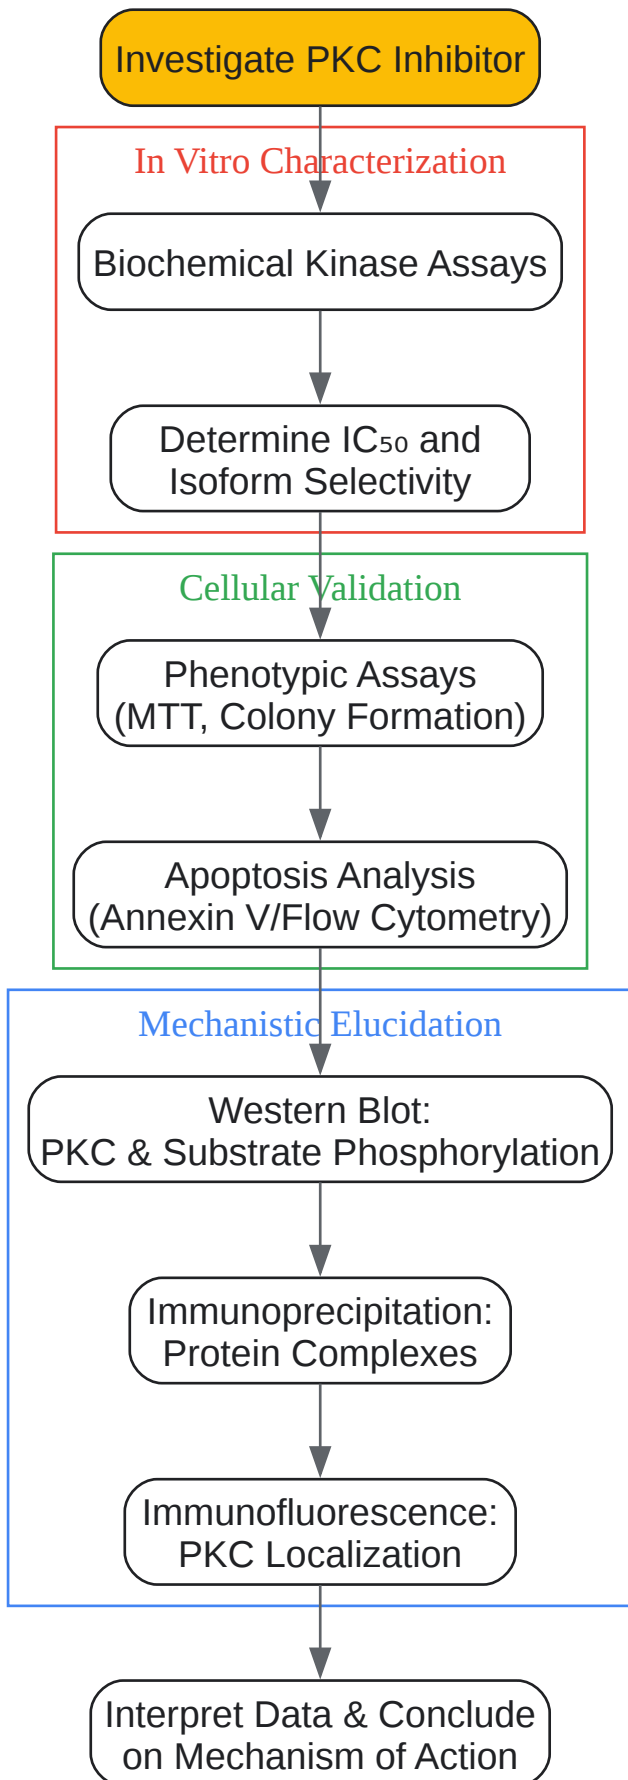 Investigate PKC Inhibitor
In Vitro Characterization
Biochemical Kinase Assays
Determine IC₅₀ and
Isoform Selectivity
Cellular Validation
Phenotypic Assays
(MTT, Colony Formation)
Apoptosis Analysis
(Annexin V/Flow Cytometry)
Mechanistic Elucidation
Western Blot:
PKC & Substrate Phosphorylation
Immunoprecipitation:
Protein Complexes
Immunofluorescence:
PKC Localization
Interpret Data & Conclude
on Mechanism of Action